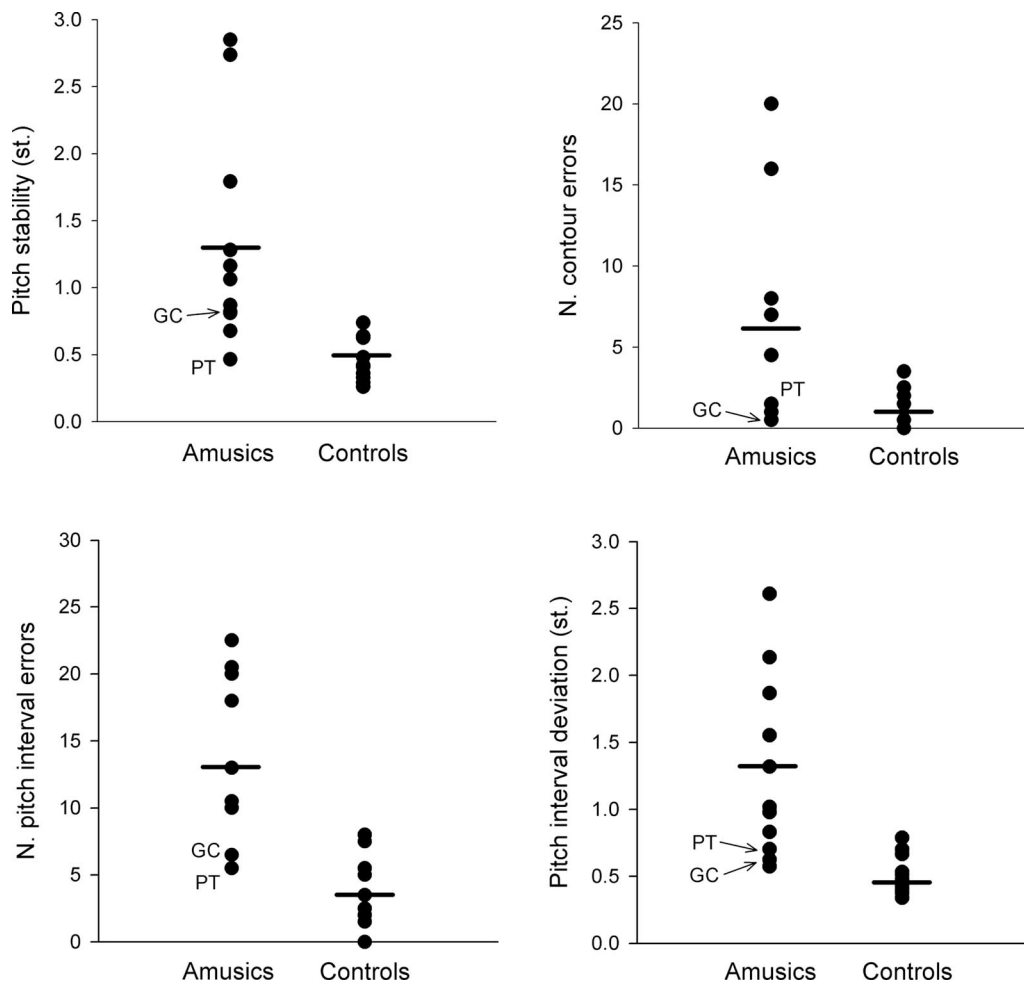 Pitch stability (st.)
3.0
2.5
2.0
1.5
1.0
0.5
0.0
GC
PT
Amusics Controls
N. contour errors
25
20
15
10
5
0
PT
GC
Amusics Controls
N. pitch interval errors
30
25
20
15
10
5
0
GC
PT
Amusics Controls
Pitch interval deviation (st.)
3.0
2.5
2.0
1.5
1.0
0.5
0.0
PT
GC
Amusics Controls